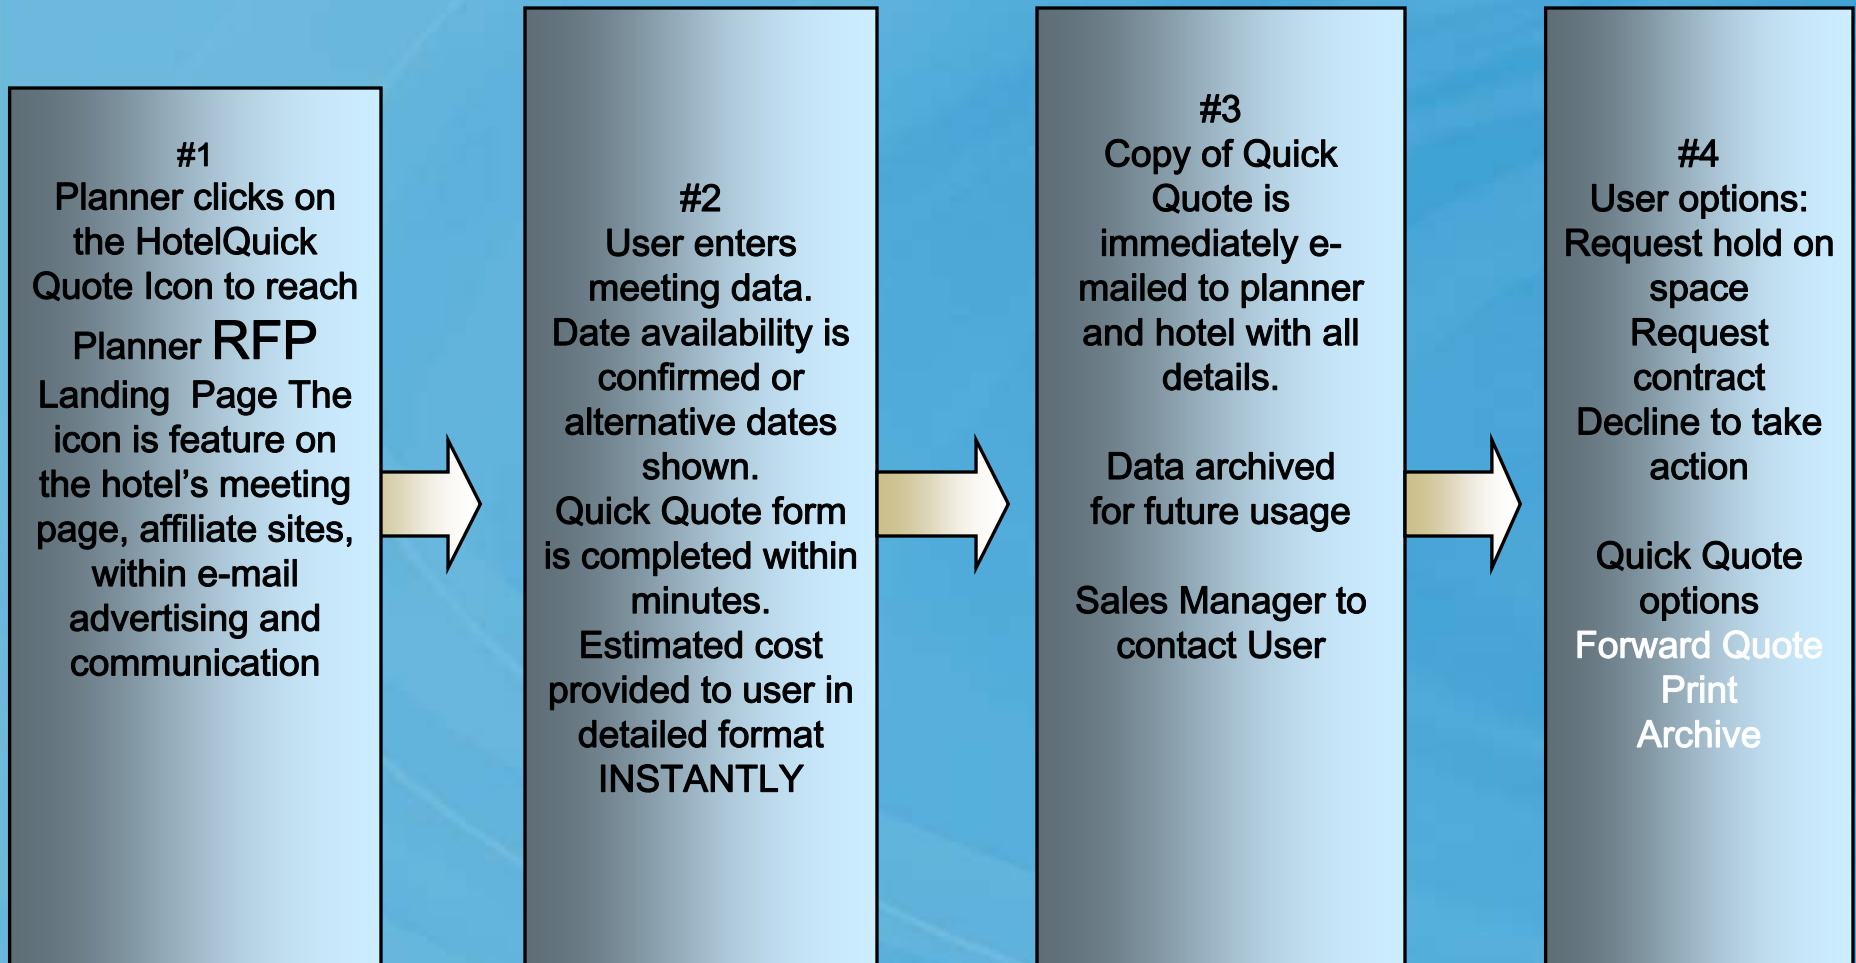 #1
Planner clicks on
the HotelQuick
Quote Icon to reach
Planner RFP
Landing  Page The
icon is feature on
the hotel’s meeting
page, affiliate sites,
within e-mail
advertising and
communication
#2
User enters
meeting data.
Date availability is
confirmed or
alternative dates
shown.
Quick Quote form
is completed within
minutes.
Estimated cost
provided to user in
detailed format
INSTANTLY
#3
Copy of Quick
Quote is
immediately e-
mailed to planner
and hotel with all
details.
Data archived
for future usage
Sales Manager to
contact User
#4
User options:
Request hold on
space
Request
contract
Decline to take
action
Quick Quote
options
Forward Quote
Print
Archive